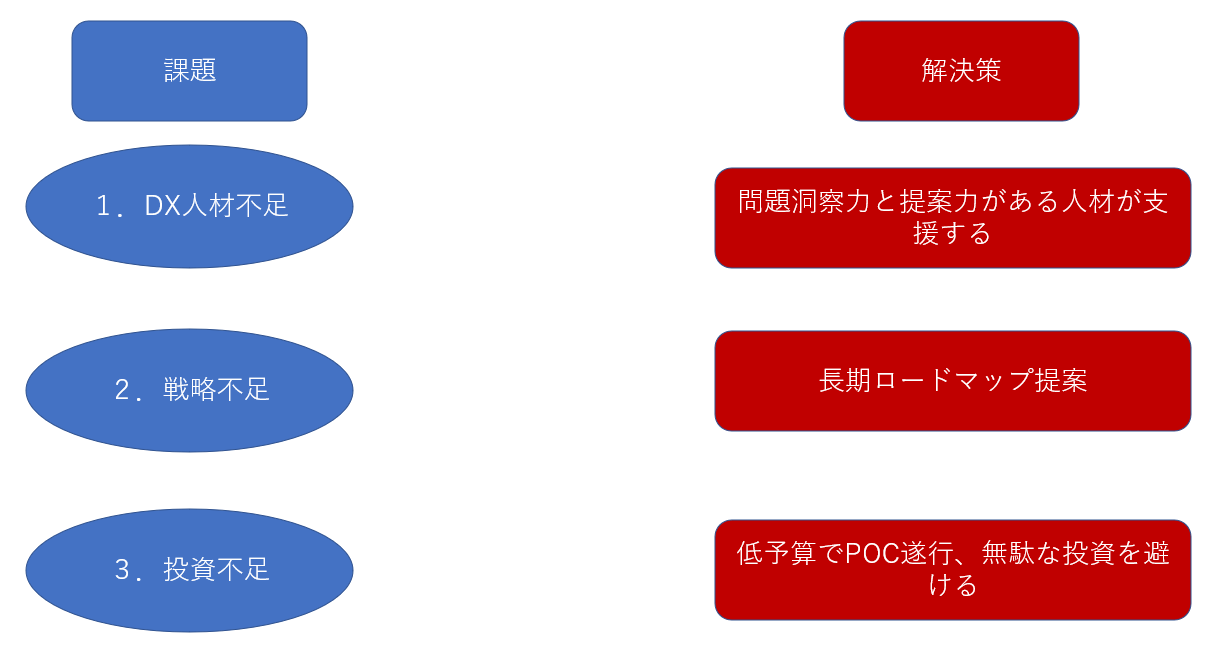 課題
解決策
1．DX人材不足
問題洞察力と提案力がある人材が支
援する
2．戦略不足
長期ロードマップ提案
3．投資不足
低予算でPOC遂行、無駄な投資を避
ける